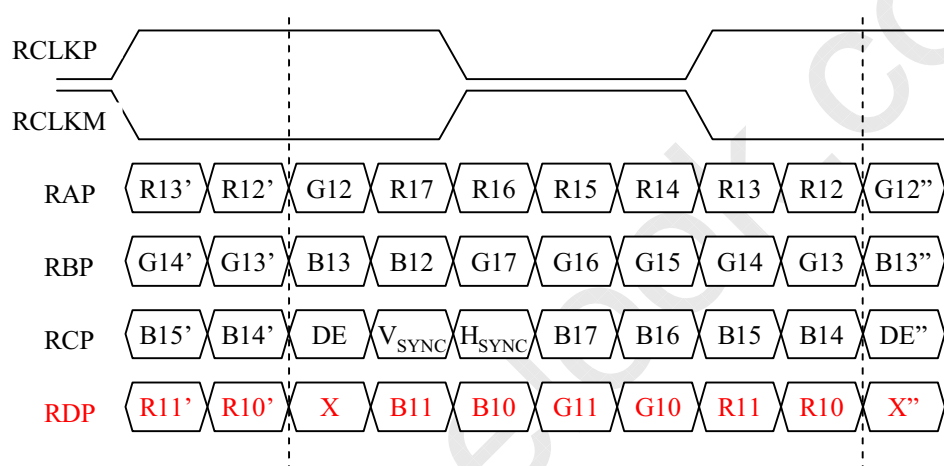 RCLKP
RCLKM
RAP R13’ R12’ G12 R17 R16 R15 R14 R13 R12 G12”
RBP G14’ G13’ B13 B12 G17 G16 G15 G14 G13 B13”
RCP B15’ B14’ DE VSYNC HSYNC B17 B16 B15 B14 DE”
RDP R11’ R10’ X B11 B10 G11 G10 R11 R10 X”